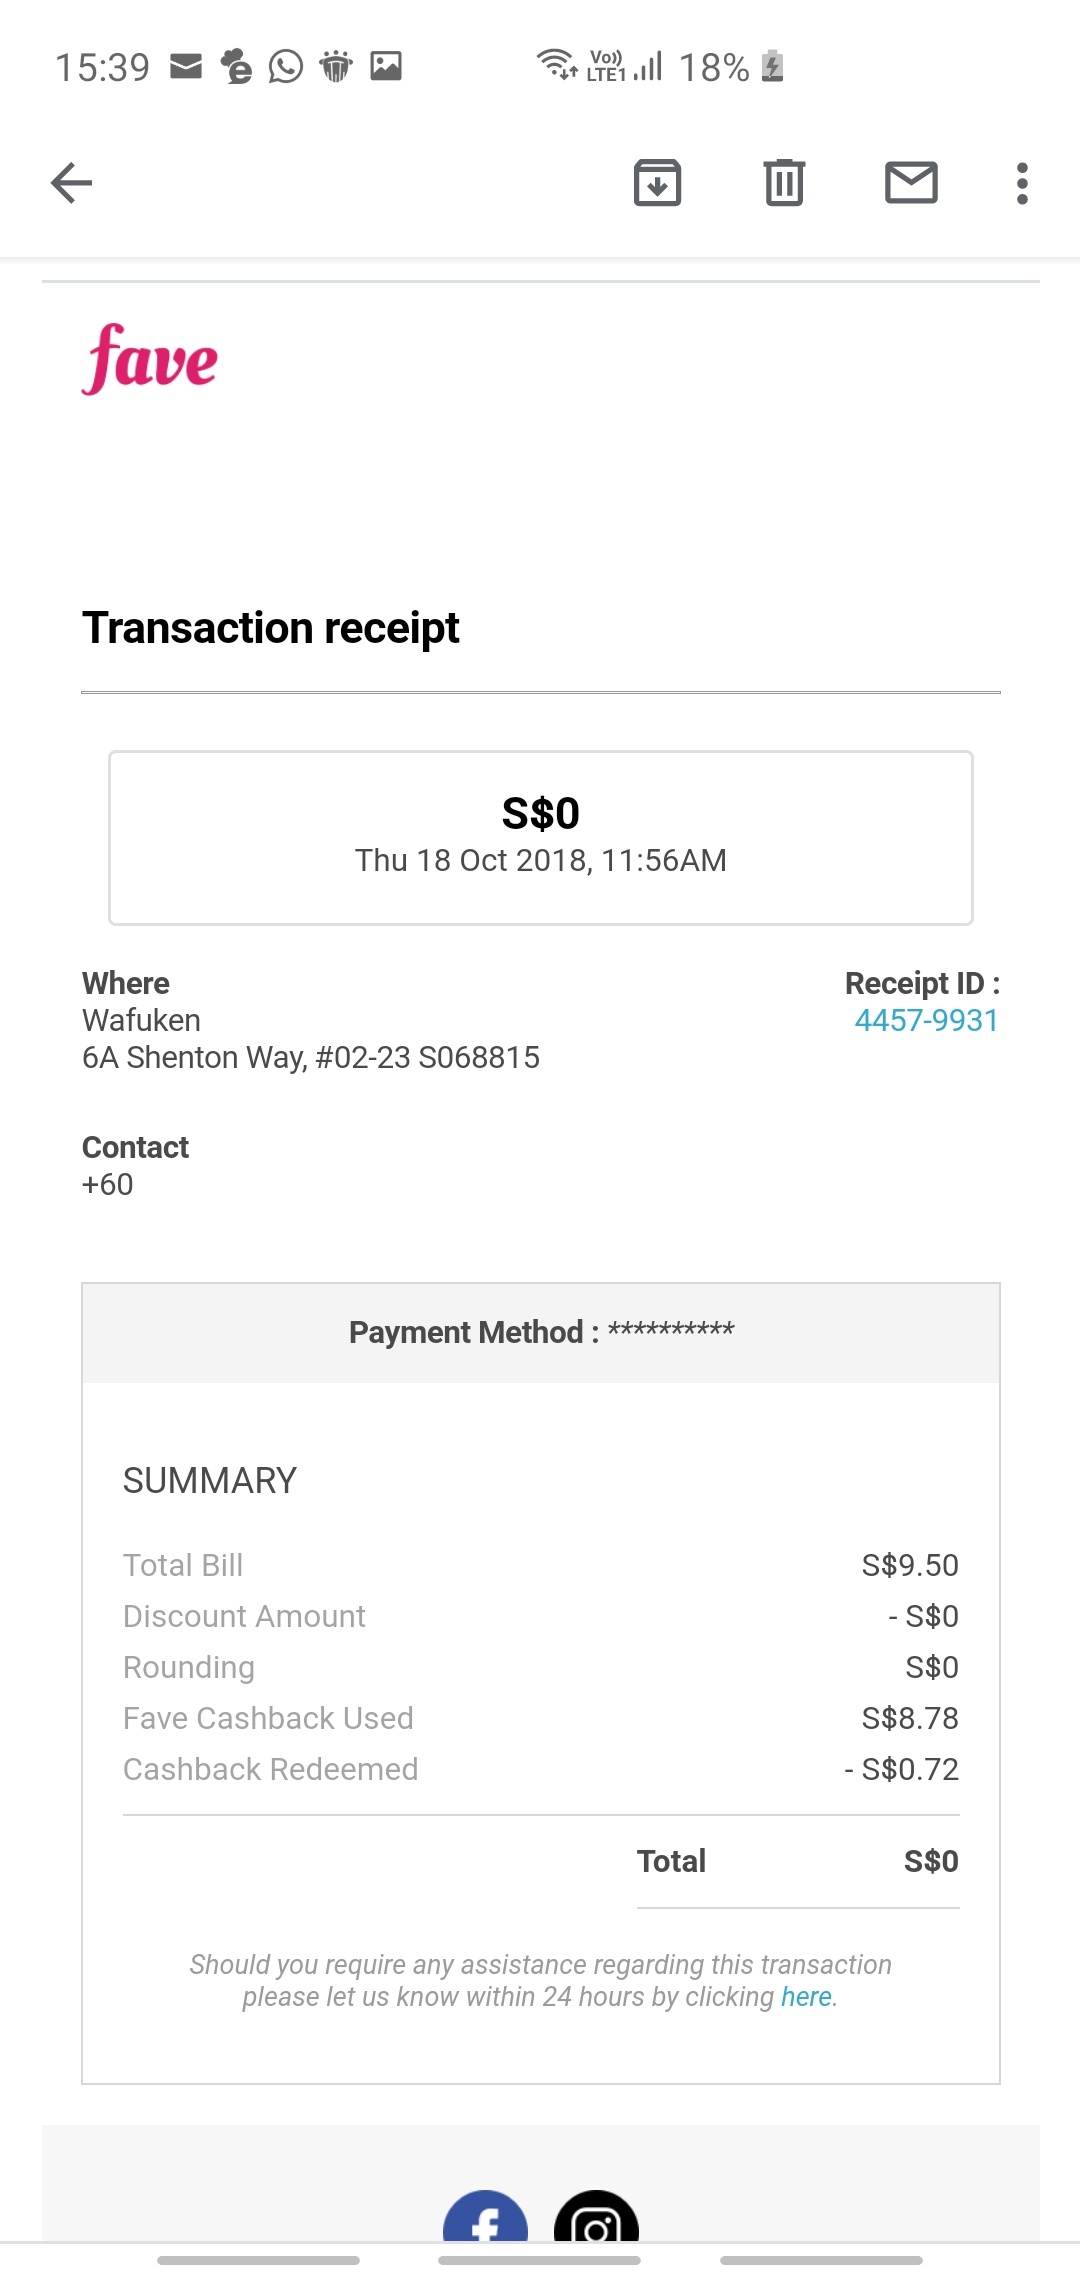 15:39 Vo)) LTE1 18%
fave
Transaction receipt
S$0
Thu 18 Oct 2018, 11:56AM
Where
Receipt ID :
Wafuken
4457-9931
6A Shenton Way, #02-23 S068815
Contact
+60
Payment Method : **********
SUMMARY
Total Bill S$9.50
Discount Amount - S$0
Rounding S$0
Fave Cashback Used S$8.78
Cashback Redeemed - S$0.72
Total S$0
Should you require any assistance regarding this transaction
please let us know within 24 hours by clicking here.